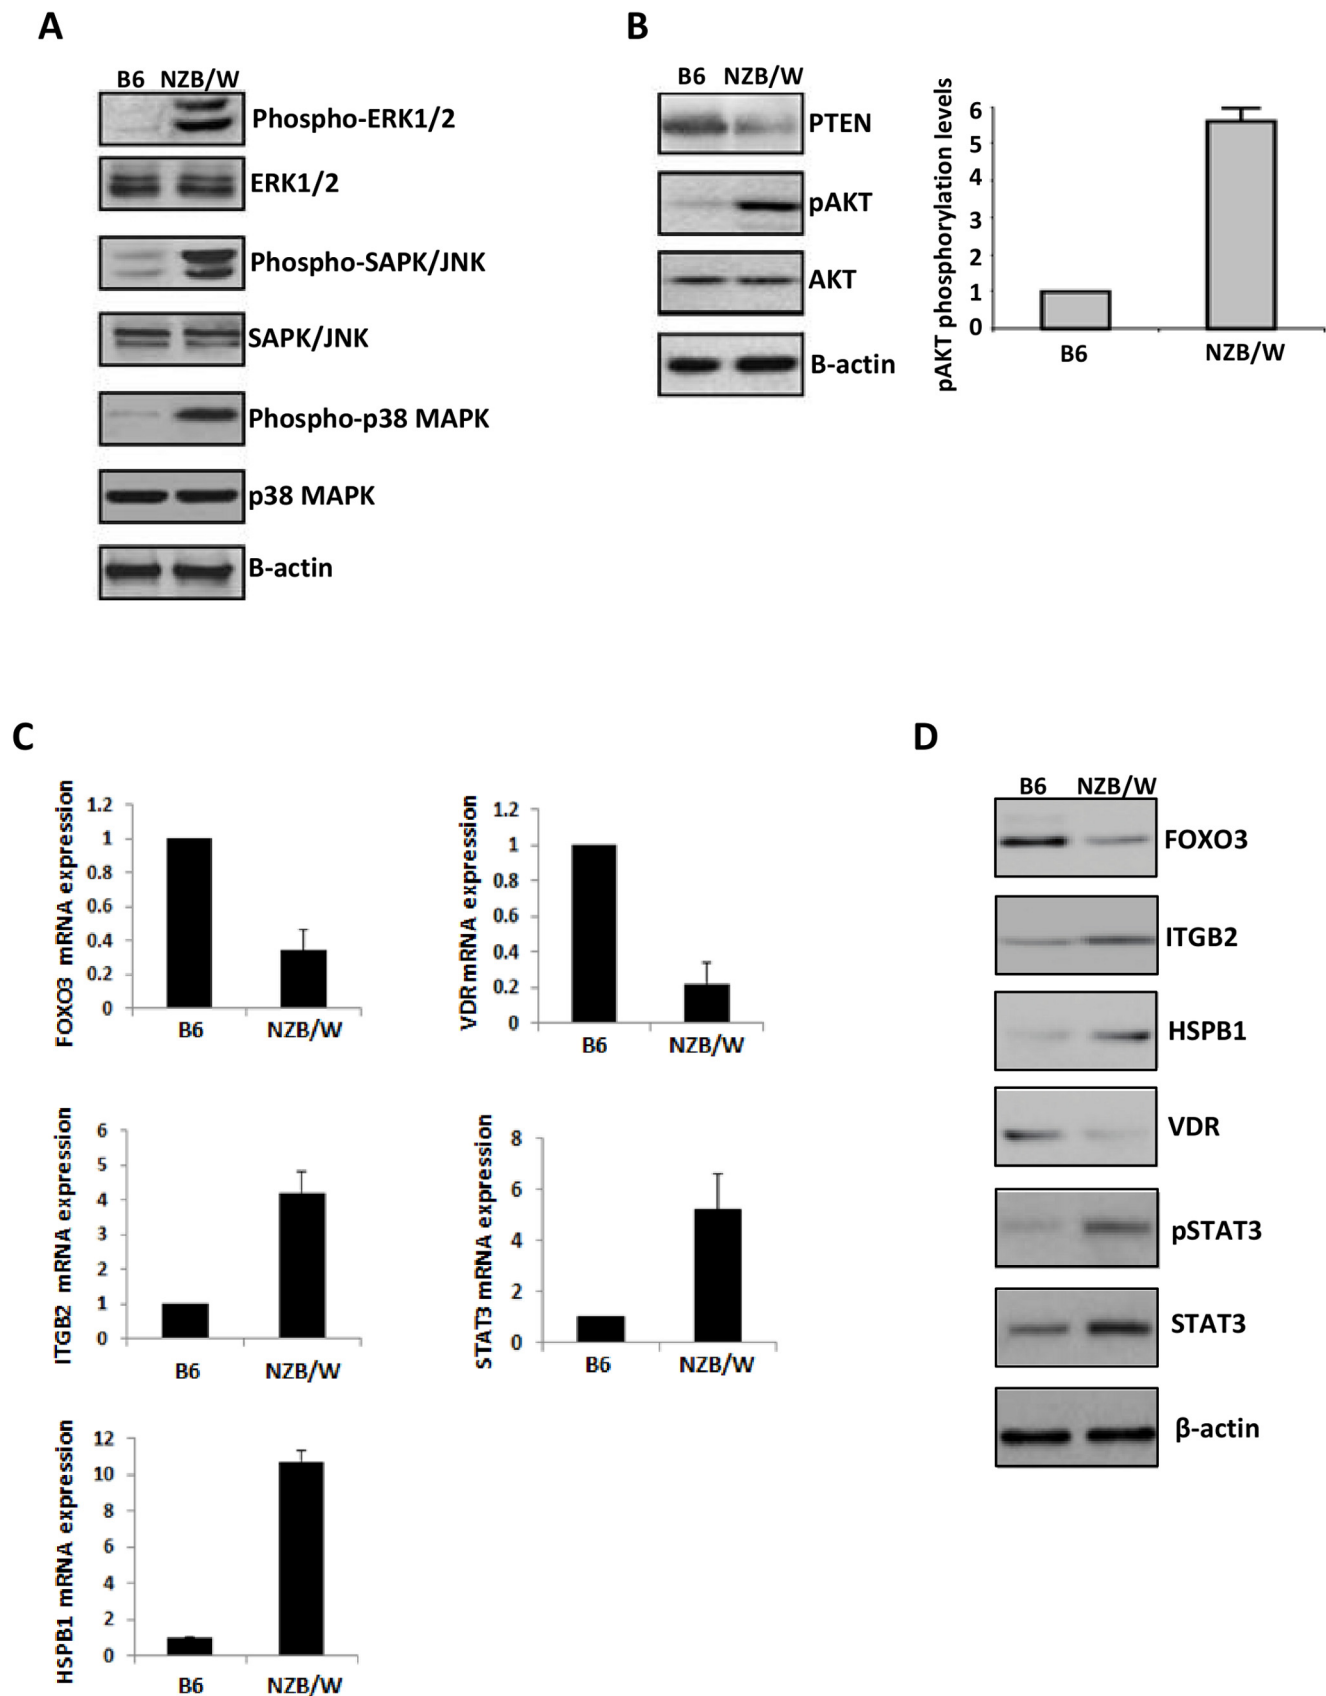 A
B6 NZB/W
Phospho-ERK1/2
ERK1/2
Phospho-SAPK/JNK
SAPK/JNK
Phospho-p38 MAPK
p38 MAPK
B-actin
B
B6 NZB/W
PTEN
pAKT
AKT
B-actin
pAKT phosphorylation levels
6
5
4
3
2
1
0
B6 NZB/W
C
FOXO3 mRNA expression
1.2
1
0.8
0.6
0.4
0.2
0
B6 NZB/W
VDR mRNA expression
1.2
1
0.8
0.6
0.4
0.2
0
B6 NZB/W
ITGB2 mRNA expression
6
5
4
3
2
1
0
B6 NZB/W
STAT3 mRNA expression
8
6
4
2
0
B6 NZB/W
HSPB1 mRNA expression
12
10
8
6
4
2
0
B6 NZB/W
D
B6 NZB/W
FOXO3
ITGB2
HSPB1
VDR
pSTAT3
STAT3
β-actin